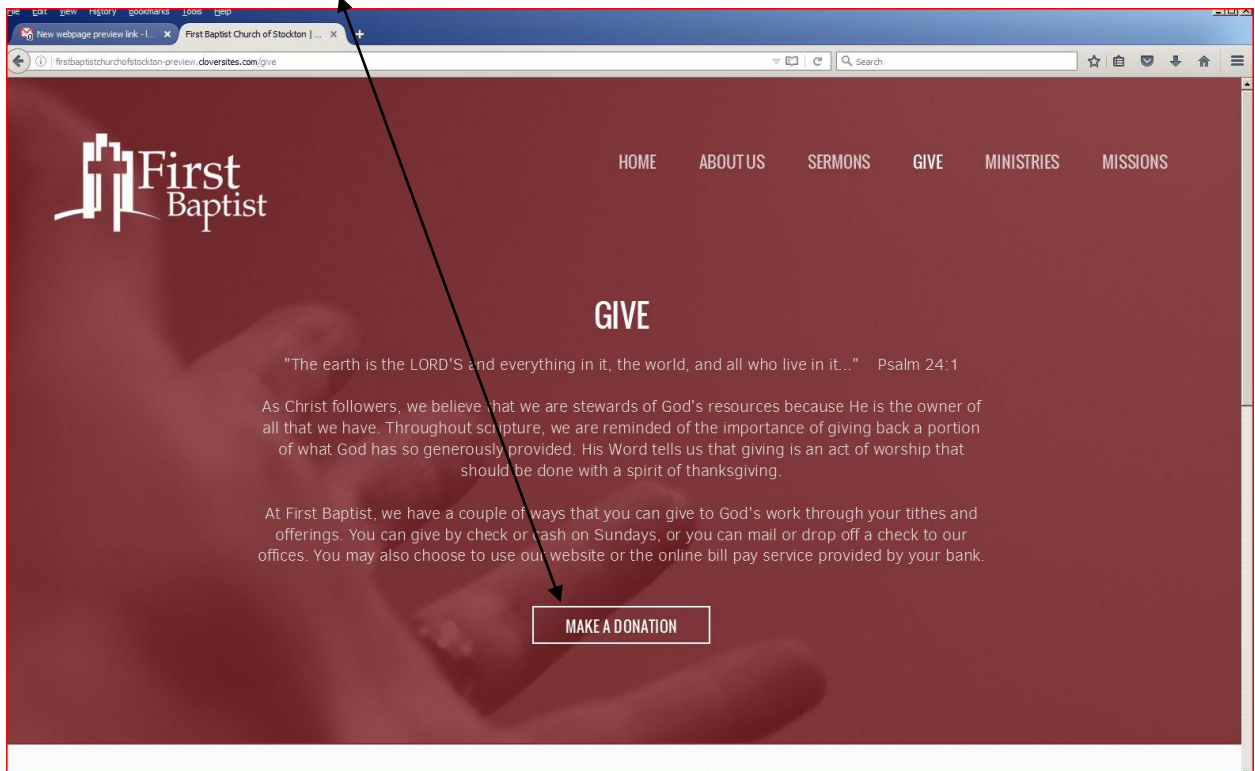 File Edit View History Bookmarks Tools Help
New webpage preview link - l... × First Baptist Church of Stockton | ... × +
firstbaptistchurchofstockton-preview.cloversites.com/give Search
First
Baptist
HOME ABOUT US SERMONS GIVE MINISTRIES MISSIONS
GIVE
"The earth is the LORD'S and everything in it, the world, and all who live in it..." Psalm 24:1
As Christ followers, we believe that we are stewards of God's resources because He is the owner of
all that we have. Throughout scripture, we are reminded of the importance of giving back a portion
of what God has so generously provided. His Word tells us that giving is an act of worship that
should be done with a spirit of thanksgiving.
At First Baptist, we have a couple of ways that you can give to God's work through your tithes and
offerings. You can give by check or cash on Sundays, or you can mail or drop off a check to our
offices. You may also choose to use our website or the online bill pay service provided by your bank.
MAKE A DONATION